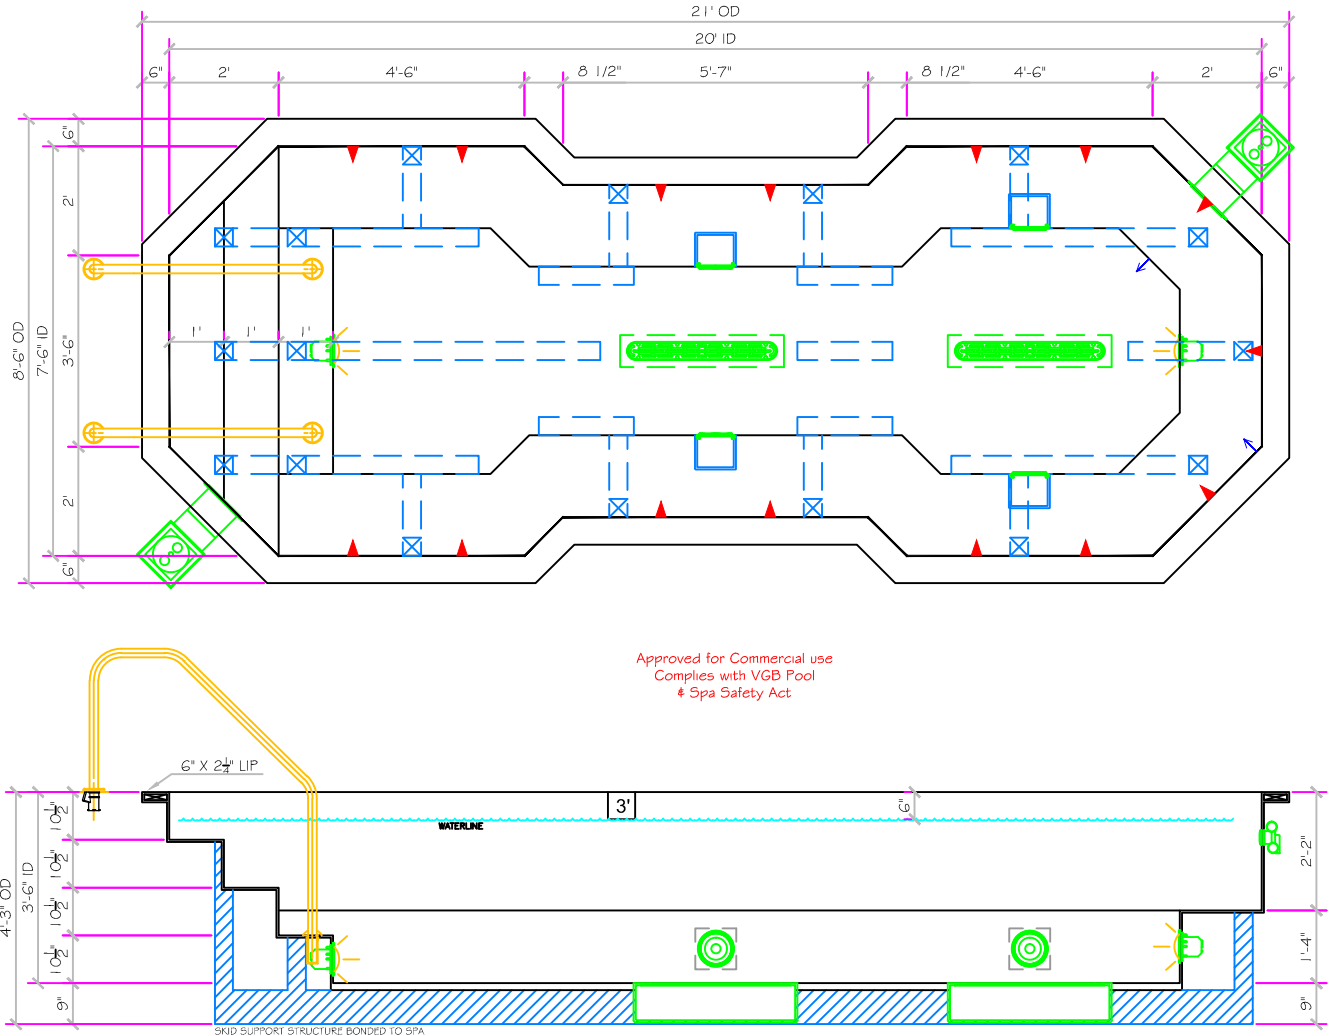 21' OD
20' ID
6" 2' 4'-6" 8 1/2" 5'-7" 8 1/2" 4'-6" 2' 6"
6"
2'
8'-6" OD
7'-6" ID
3'-6"
1' 1' 1'
2'
6"
Approved for Commercial use
Complies with VGB Pool
& Spa Safety Act
6" X 2 1/4" LIP
3'
6"
WATERLINE
10 1/2"
10 1/2"
10 1/2"
10 1/2"
4'-3" OD
3'-6" ID
9"
2'-2"
1'-4"
9"
SKID SUPPORT STRUCTURE BONDED TO SPA